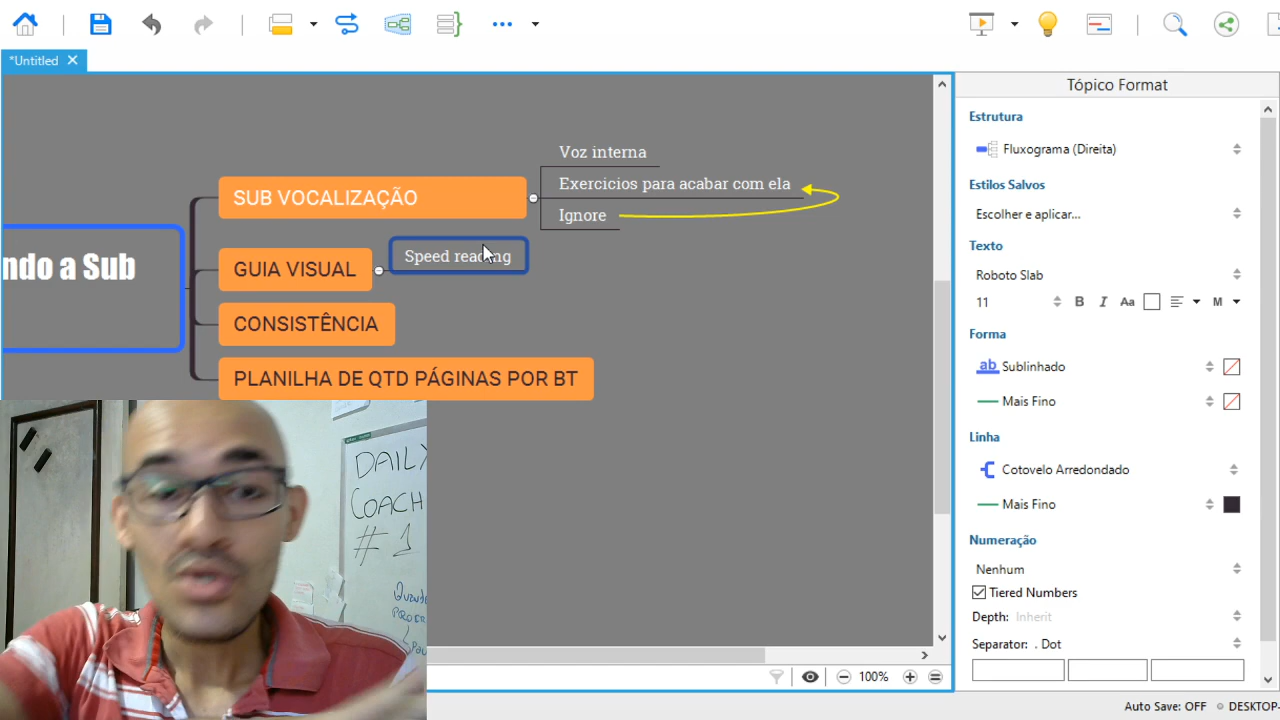 *Untitled
ndo a Sub
SUB VOCALIZAÇÃO
Voz interna
Exercicios para acabar com ela
Ignore
GUIA VISUAL
Speed reading
CONSISTÊNCIA
PLANILHA DE QTD PÁGINAS POR BT
DAILY
COACH
#1
100%
Tópico Format
Estrutura
Fluxograma (Direita)
Estilos Salvos
Escolher e aplicar...
Texto
Roboto Slab
11
B I Aa M
Forma
ab Sublinhado
Mais Fino
Linha
Cotovelo Arredondado
Mais Fino
Numeração
Nenhum
Tiered Numbers
Depth: Inherit
Separator: . Dot
Auto Save: OFF
DESKTOP-